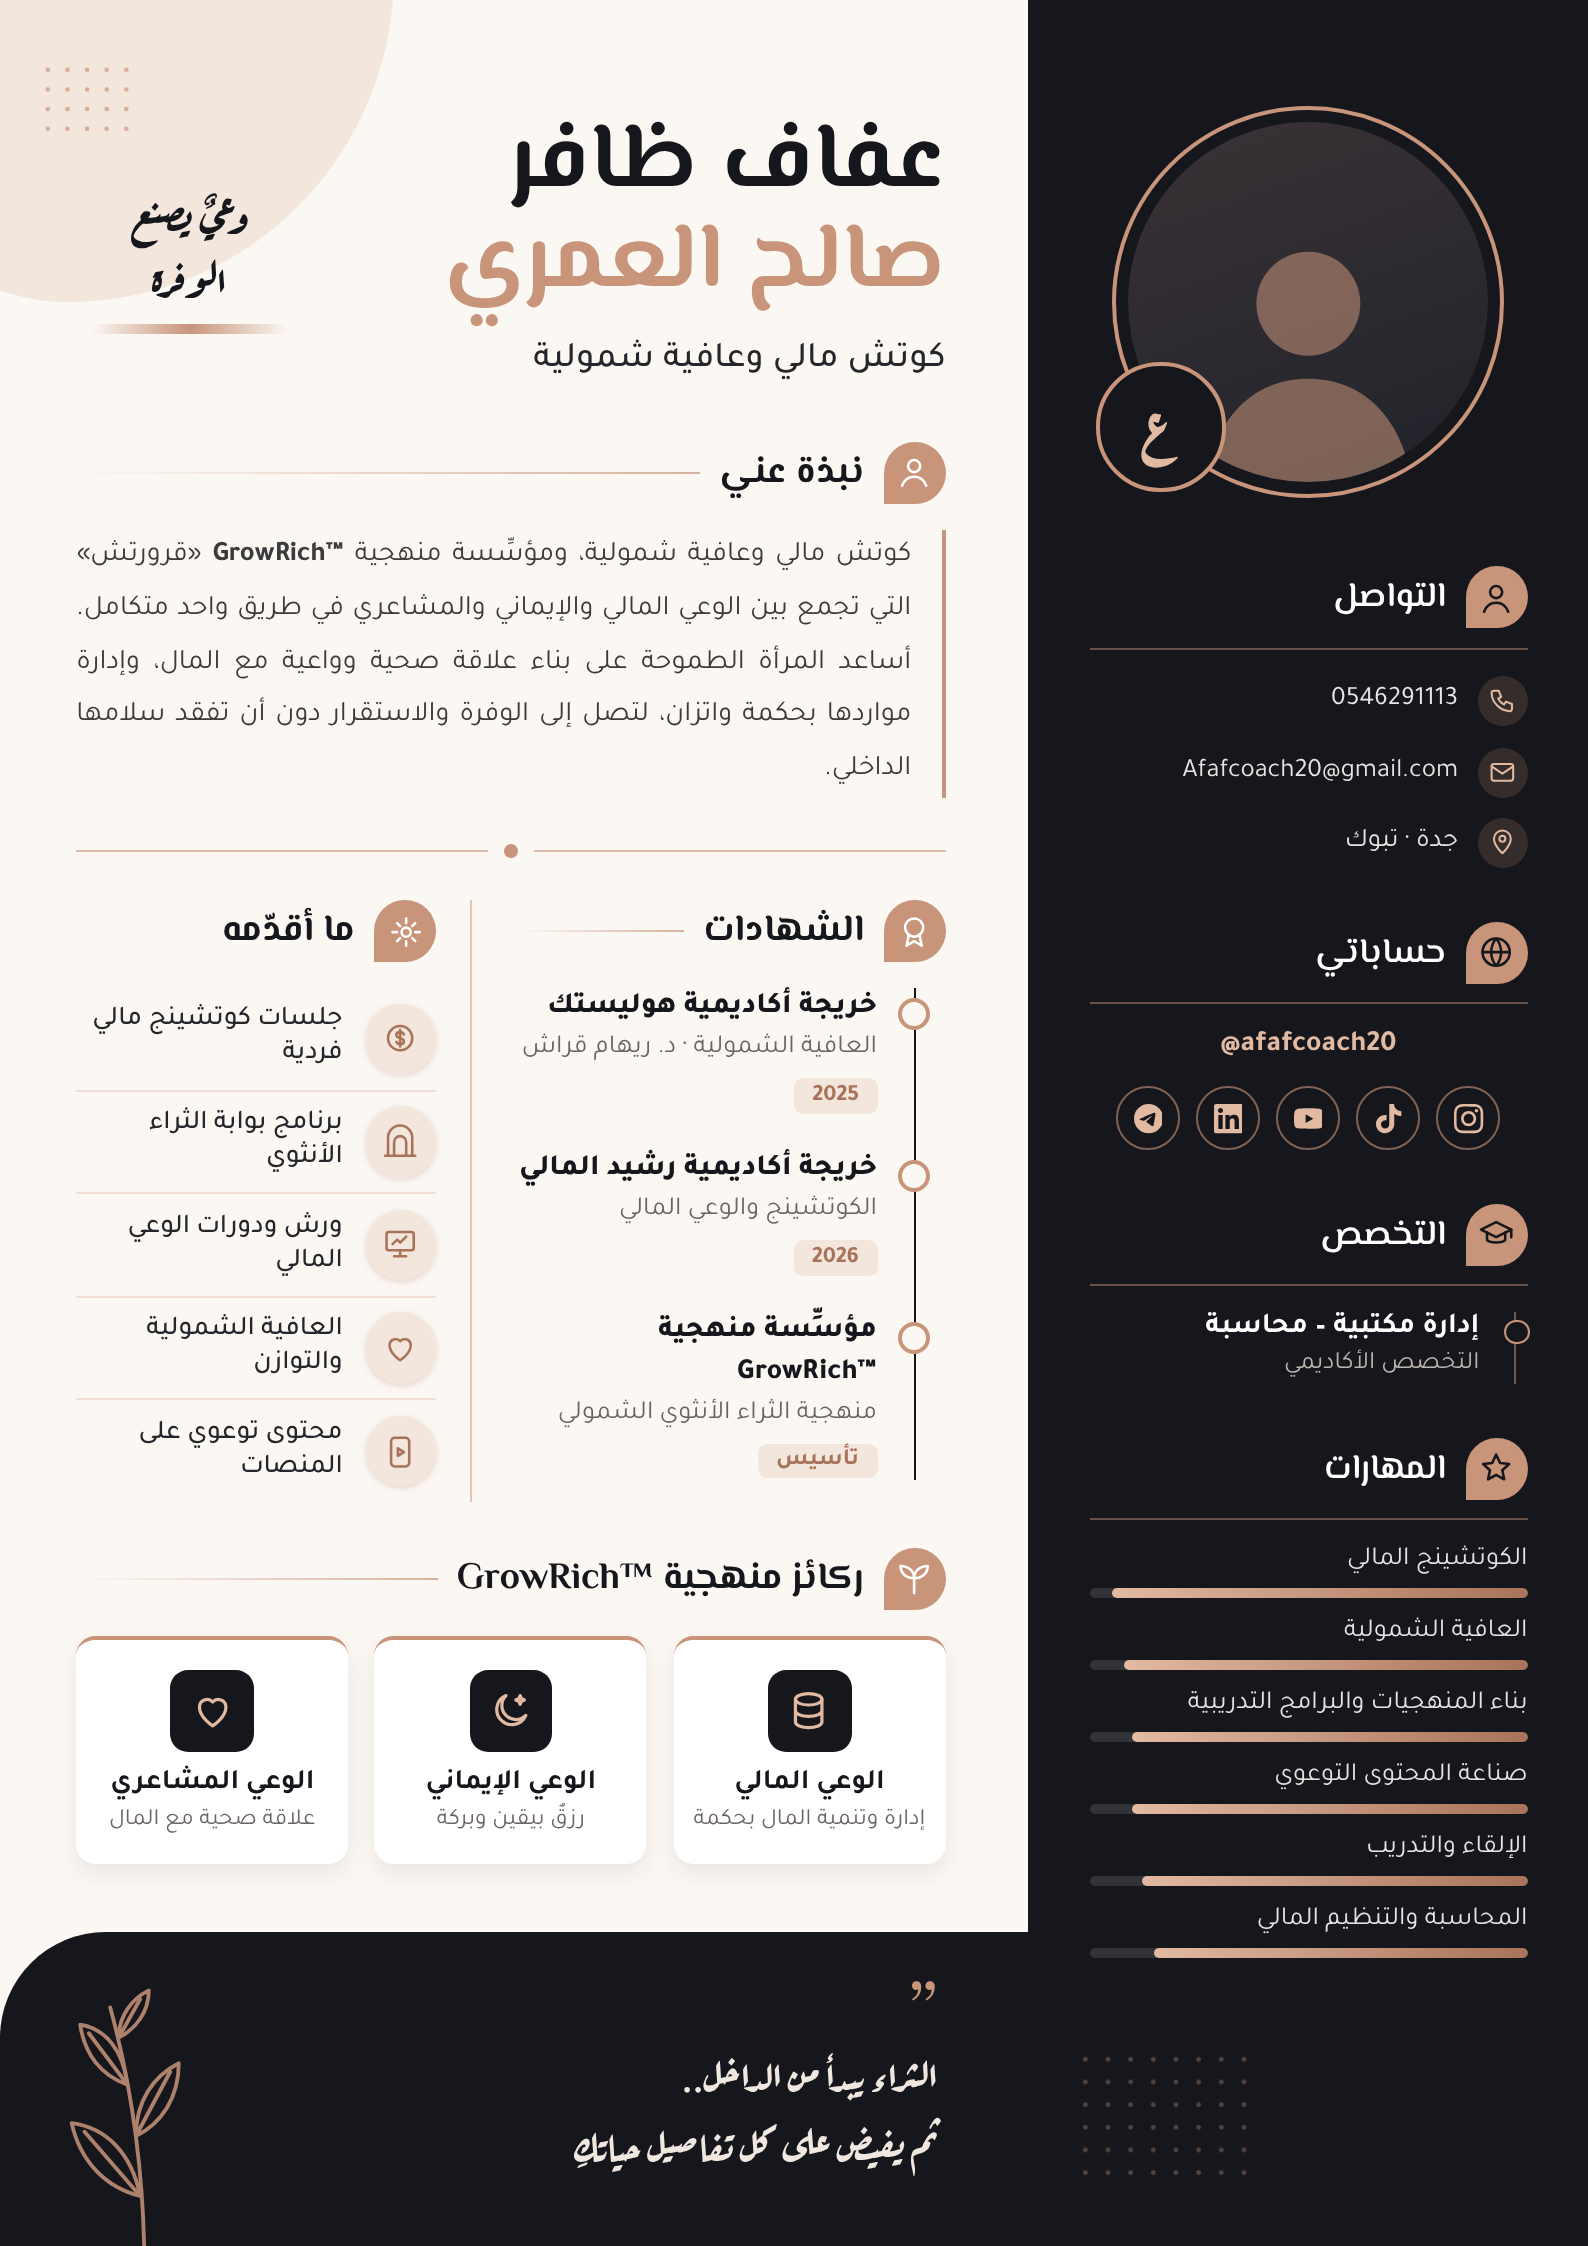 ع
التواصل
0546291113
Afafcoach20@gmail.com
جدة · تبوك
حساباتي
@afafcoach20
التخصص
إدارة مكتبية - محاسبة
التخصص الأكاديمي
المهارات
الكوتشينج المالي
العافية الشمولية
بناء المنهجيات والبرامج التدريبية
صناعة المحتوى التوعوي
الإلقاء والتدريب
المحاسبة والتنظيم المالي
عفاف ظافر
صالح العمري
كوتش مالي وعافية شمولية
وعيٌ يصنع
الوفرة
نبذة عني
كوتش مالي وعافية شمولية، ومؤسِّسة منهجية GrowRich™ «قرورتش»
التي تجمع بين الوعي المالي والإيماني والمشاعري في طريق واحد متكامل.
أساعد المرأة الطموحة على بناء علاقة صحية وواعية مع المال، وإدارة
مواردها بحكمة واتزان، لتصل إلى الوفرة والاستقرار دون أن تفقد سلامها
الداخلي.
الشهادات
خريجة أكاديمية هوليستك
العافية الشمولية · د. ريهام قراش
2025
خريجة أكاديمية رشيد المالي
الكوتشينج والوعي المالي
2026
مؤسِّسة منهجية
GrowRich™
منهجية الثراء الأنثوي الشمولي
تأسيس
ما أقدّمه
جلسات كوتشينج مالي
فردية
برنامج بوابة الثراء
الأنثوي
ورش ودورات الوعي
المالي
العافية الشمولية
والتوازن
محتوى توعوي على
المنصات
ركائز منهجية GrowRich™
الوعي المالي
إدارة وتنمية المال بحكمة
الوعي الإيماني
رزقٌ بيقين وبركة
الوعي المشاعري
علاقة صحية مع المال
”
الثراء يبدأ من الداخل..
ثم يفيض على كل تفاصيل حياتكِ